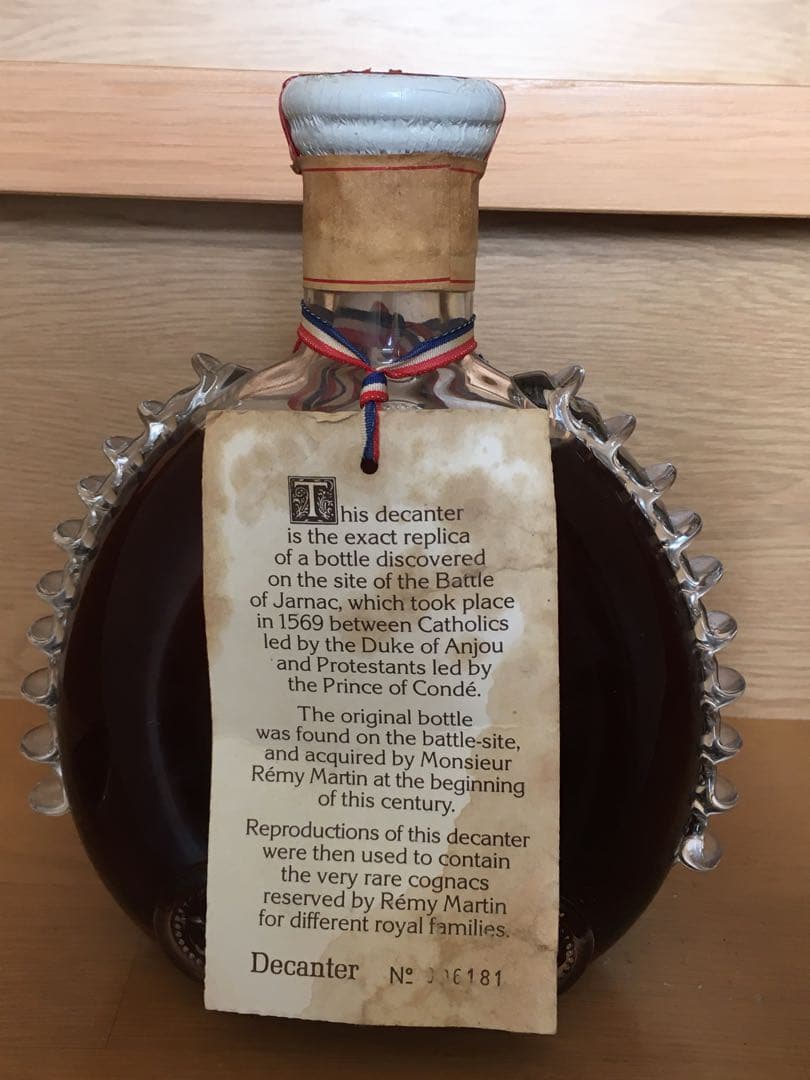 This decanter
is the exact replica
of a bottle discovered
on the site of the Battle
of Jarnac, which took place
in 1569 between Catholics
led by the Duke of Anjou
and Protestants led by
the Prince of Condé.
The original bottle
was found on the battle-site,
and acquired by Monsieur
Rémy Martin at the beginning
of this century.
Reproductions of this decanter
were then used to contain
the very rare cognacs
reserved by Rémy Martin
for different royal families.
Decanter Nº